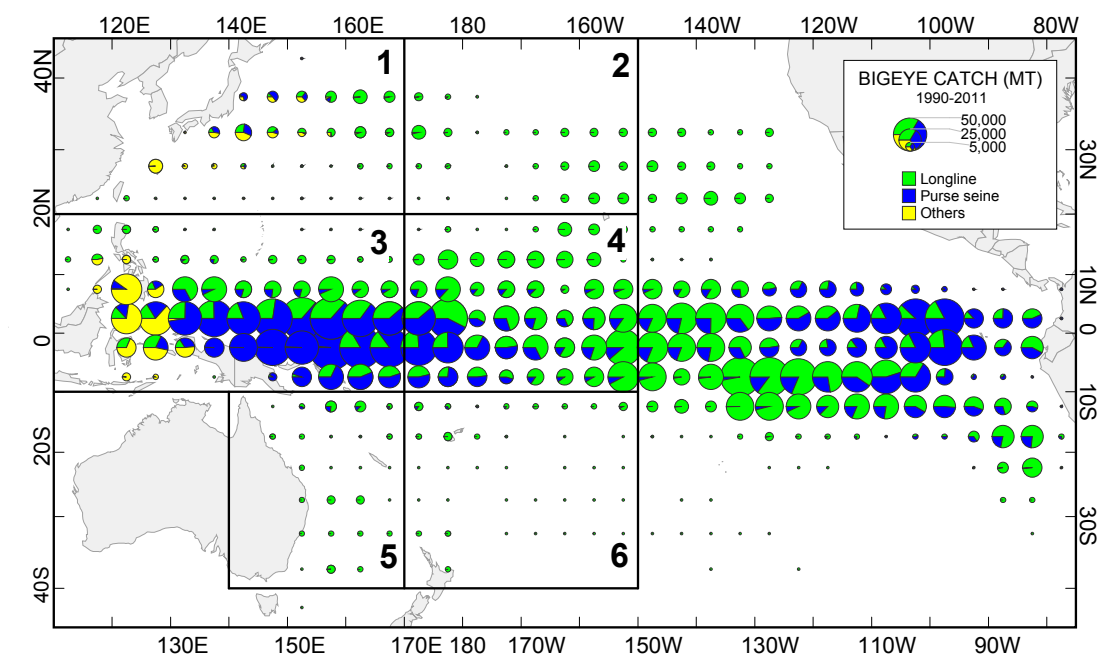 120E 140E 160E 180 160W 140W 120W 100W 80W
40N
20N
0
20S
40S
30N
10N
0
10S
30S
1
2
3
4
5
6
BIGEYE CATCH (MT)
1990-2011
50,000
25,000
5,000
Longline
Purse seine
Others
130E 150E 170E 180 170W 150W 130W 110W 90W